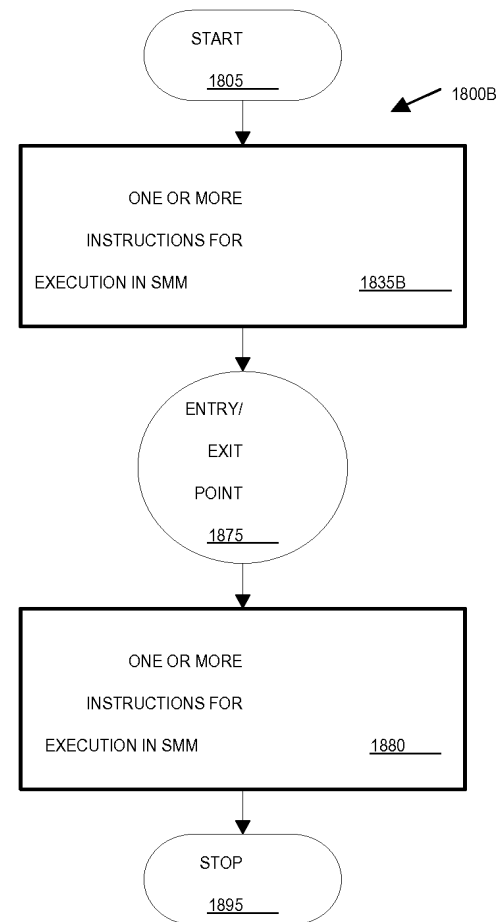 START
1805
1800B
ONE OR MORE
INSTRUCTIONS FOR
EXECUTION IN SMM 1835B
ENTRY/
EXIT
POINT
1875
ONE OR MORE
INSTRUCTIONS FOR
EXECUTION IN SMM 1880
STOP
1895